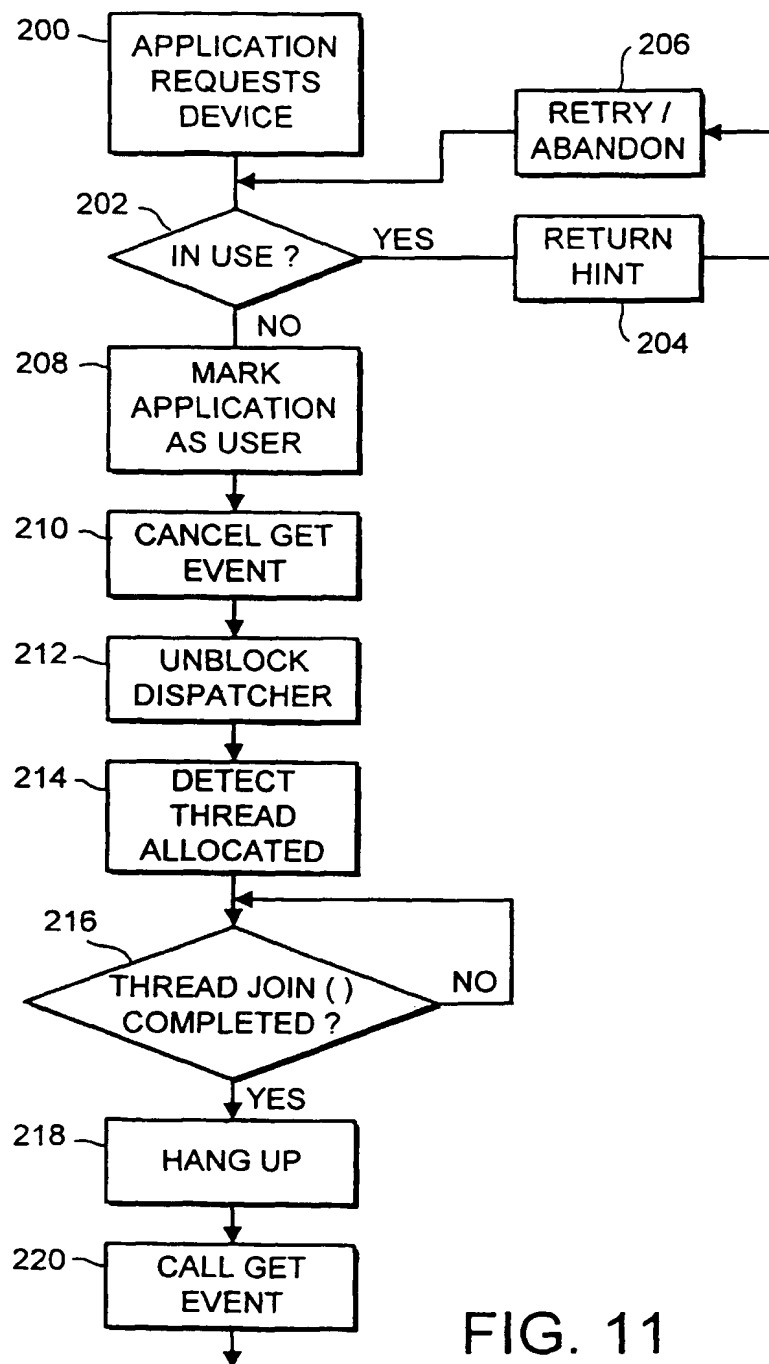 200
APPLICATION
REQUESTS
DEVICE
206
RETRY /
ABANDON
202
IN USE ?
YES
RETURN
HINT
204
NO
208
MARK
APPLICATION
AS USER
210
CANCEL GET
EVENT
212
UNBLOCK
DISPATCHER
214
DETECT
THREAD
ALLOCATED
216
THREAD JOIN ( )
COMPLETED ?
NO
YES
218
HANG UP
220
CALL GET
EVENT
FIG. 11